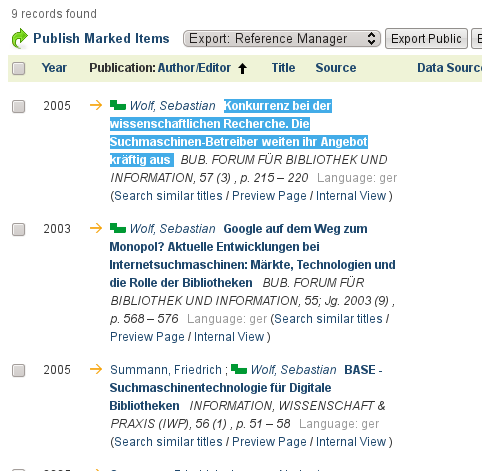 9 records found
Publish Marked Items Export: Reference Manager Export Public
Year Publication: Author/Editor Title Source Data Sourc
2005 Wolf, Sebastian Konkurrenz bei der
wissenschaftlichen Recherche. Die
Suchmaschinen-Betreiber weiten ihr Angebot
kräftig aus BUB. FORUM FÜR BIBLIOTHEK UND
INFORMATION, 57 (3) , p. 215 – 220 Language: ger
(Search similar titles / Preview Page / Internal View )
2003 Wolf, Sebastian Google auf dem Weg zum
Monopol? Aktuelle Entwicklungen bei
Internetsuchmaschinen: Märkte, Technologien und
die Rolle der Bibliotheken BUB. FORUM FÜR
BIBLIOTHEK UND INFORMATION, 55; Jg. 2003 (9) ,
p. 568 – 576 Language: ger (Search similar titles /
Preview Page / Internal View )
2005 Summann, Friedrich ; Wolf, Sebastian BASE -
Suchmaschinentechnologie für Digitale
Bibliotheken INFORMATION, WISSENSCHAFT &
PRAXIS (IWP), 56 (1) , p. 51 – 58 Language: ger
(Search similar titles / Preview Page / Internal View )